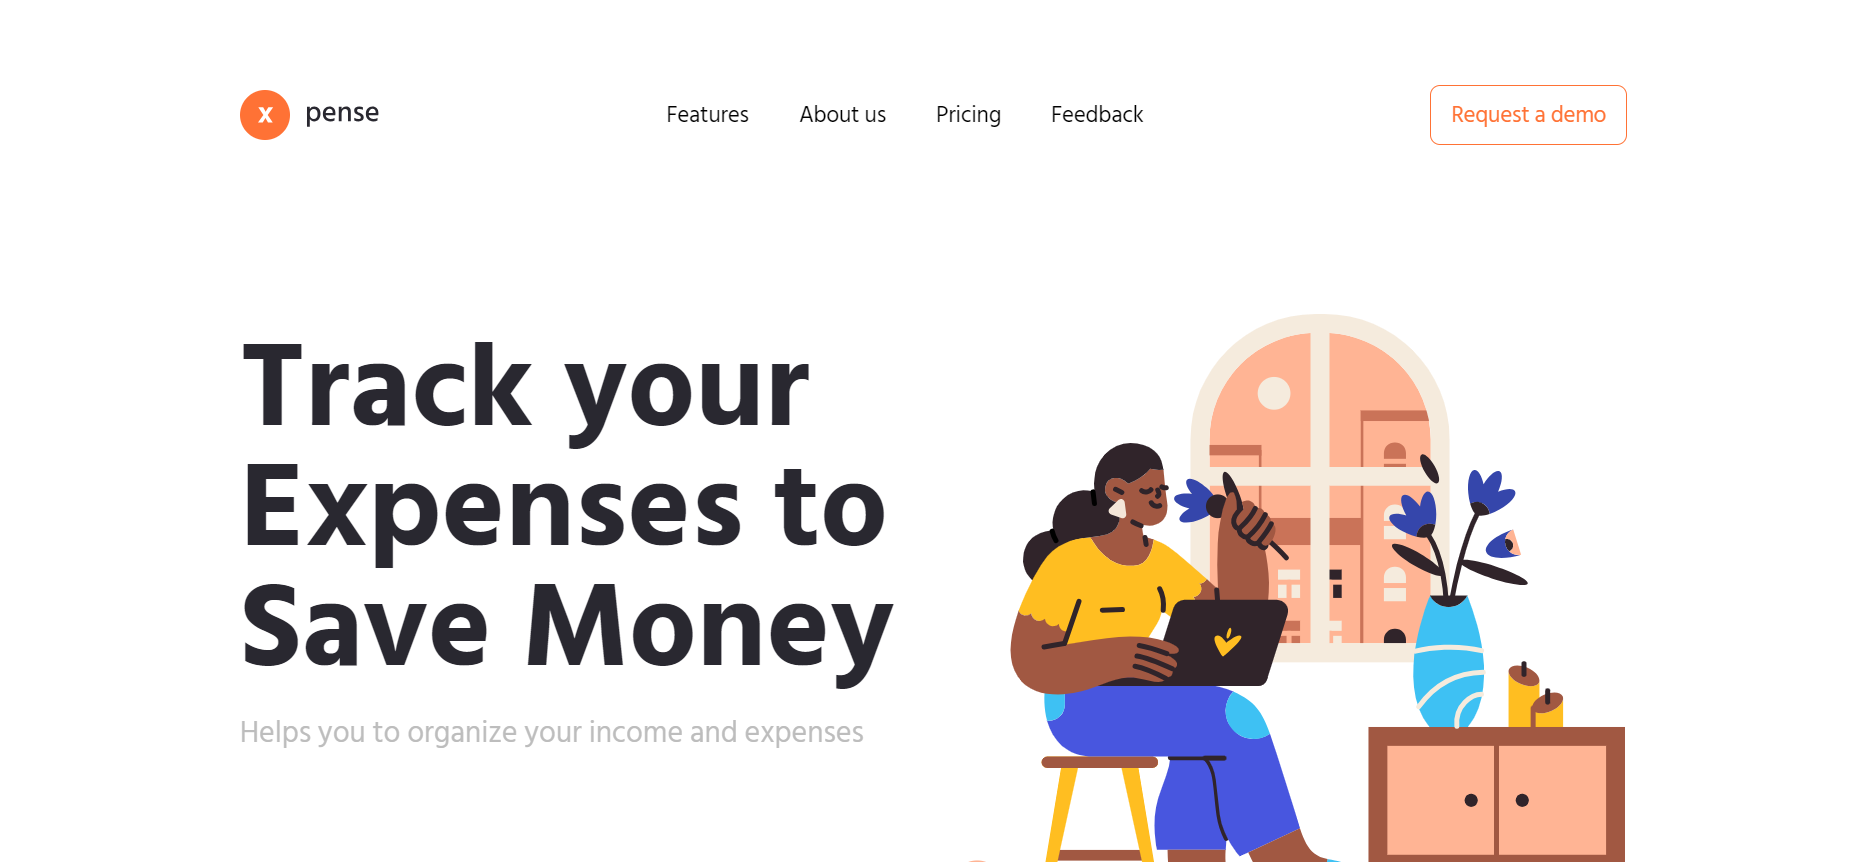 x pense
Features About us Pricing Feedback
Request a demo
Track your
Expenses to
Save Money
Helps you to organize your income and expenses